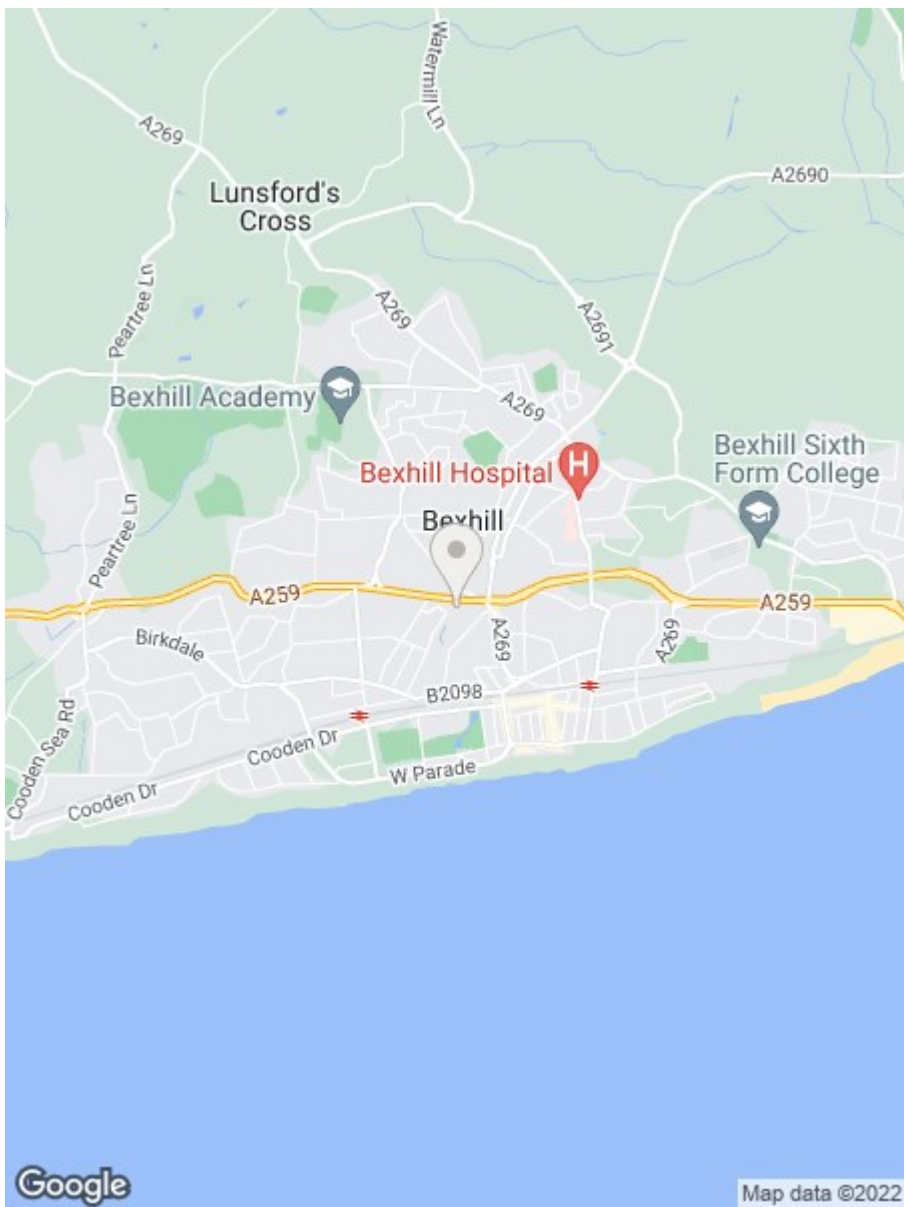 Watermill Ln
A269
A2690
Lunsford's
Cross
Peartree Ln
A269
A2691
Bexhill Academy
A269
Bexhill Sixth
Form College
Bexhill Hospital
H
Bexhill
Peartree Ln
A259
A259
Birkdale
A269
A269
B2098
Cooden Sea Rd
Cooden Dr
W Parade
Cooden Dr
Google
Map data ©2022